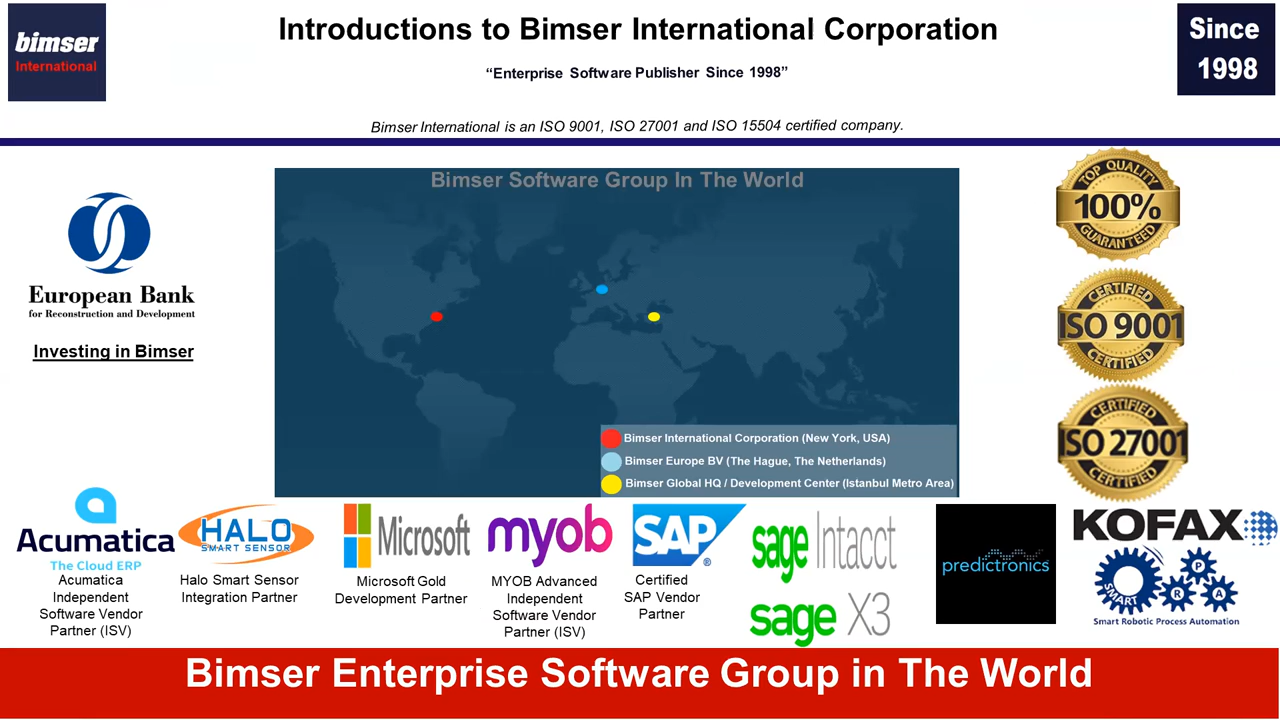 bimser
International
Introductions to Bimser International Corporation
“Enterprise Software Publisher Since 1998”
Bimser International is an ISO 9001, ISO 27001 and ISO 15504 certified company.
Since
1998
European Bank
for Reconstruction and Development
Investing in Bimser
Bimser Software Group In The World
Bimser International Corporation (New York, USA)
Bimser Europe BV (The Hague, The Netherlands)
Bimser Global HQ / Development Center (Istanbul Metro Area)
TOP QUALITY
100%
GUARANTEED
CERTIFIED
ISO 9001
CERTIFIED
CERTIFIED
ISO 27001
CERTIFIED
Acumatica
The Cloud ERP
Acumatica
Independent
Software Vendor
Partner (ISV)
HALO
SMART SENSOR
Halo Smart Sensor
Integration Partner
Microsoft
Microsoft Gold
Development Partner
myob
MYOB Advanced
Independent
Software Vendor
Partner (ISV)
SAP®
Certified
SAP Vendor
Partner
sage Intacct
sage X3
predictronics
KOFAX
SMART R P A
Smart Robotic Process Automation
Bimser Enterprise Software Group in The World